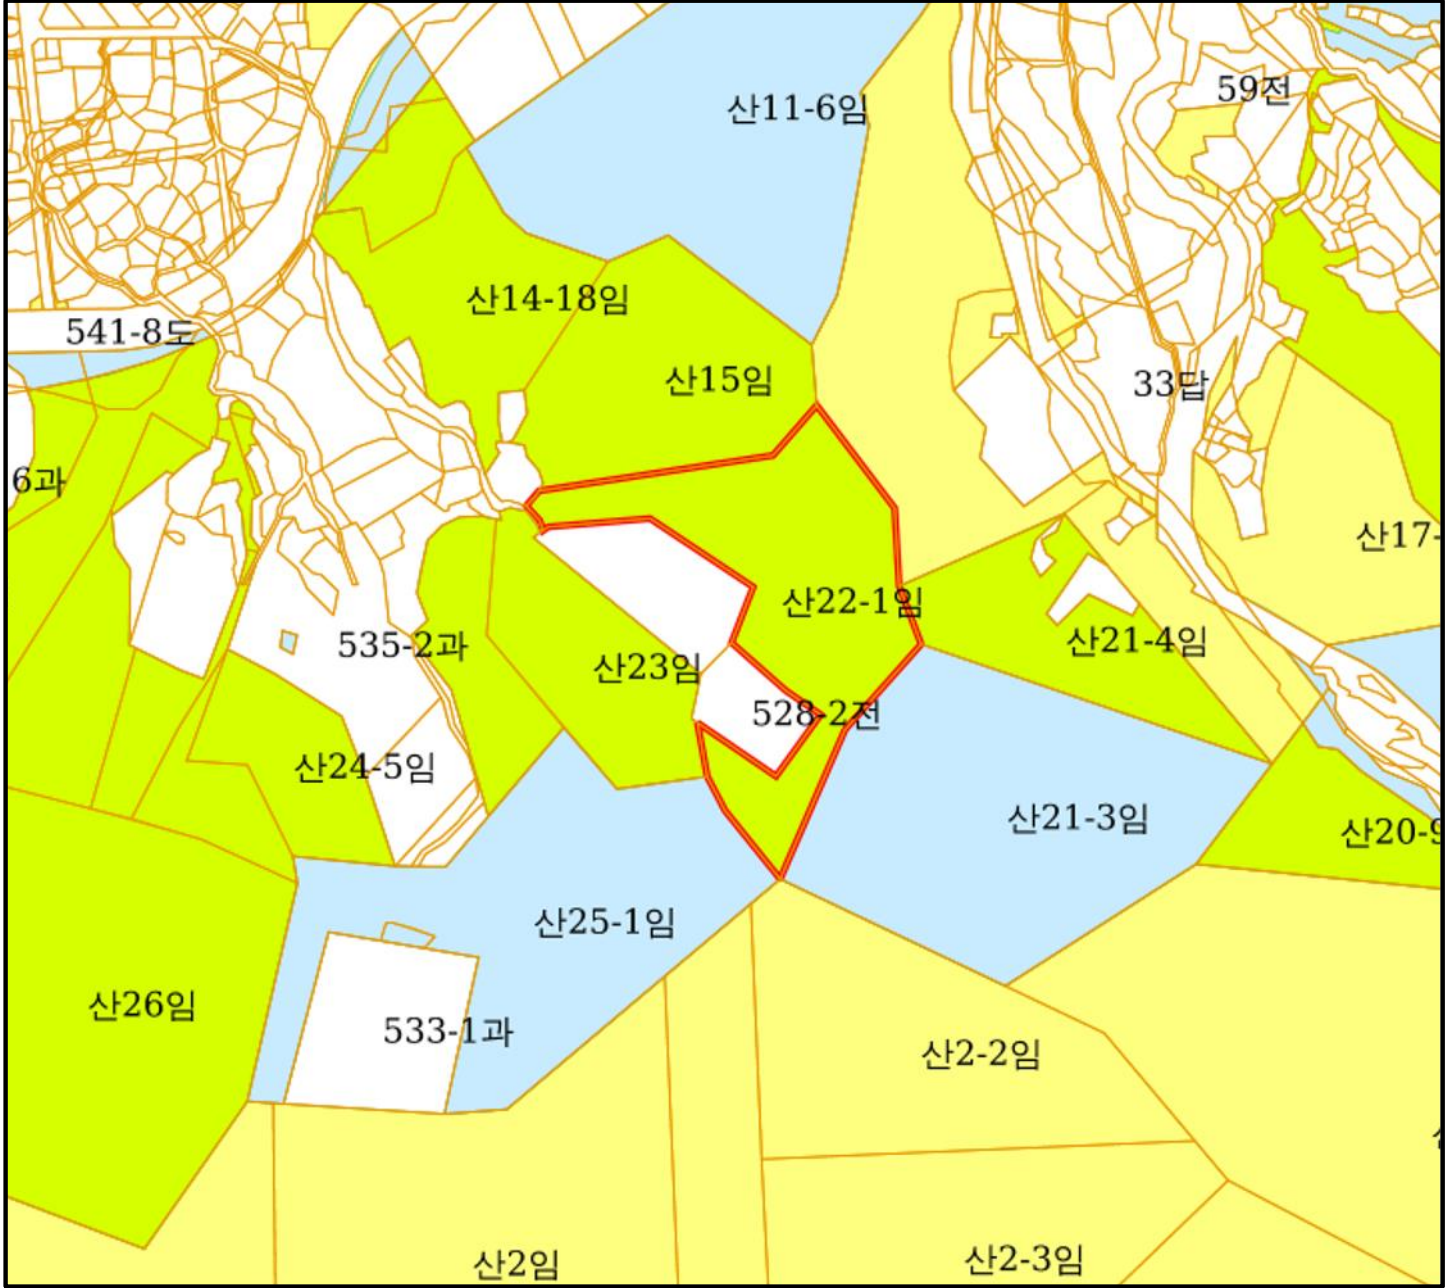 59전
산11-6임
산14-18임
541-8도
산15임
33답
6과
산17-
산22-1임
535-2과
산23임
산21-4임
528-2전
산24-5임
산21-3임
산20-9
산25-1임
산26임
533-1과
산2-2임
산2임
산2-3임